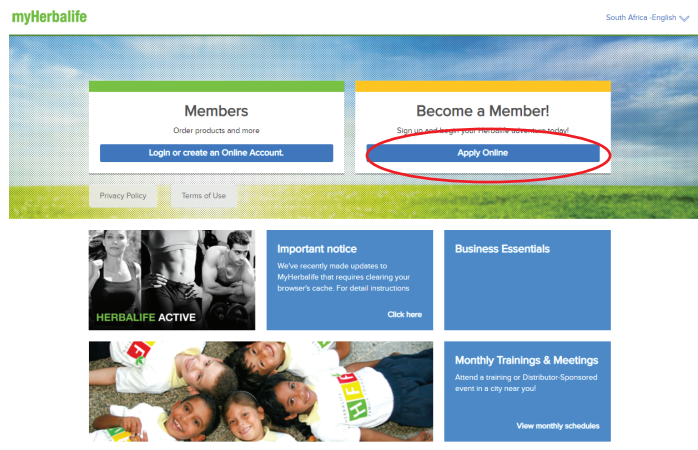 myHerbalife
South Africa -English
Members
Order products and more
Login or create an Online Account.
Become a Member!
Sign up and begin your Herbalife adventure today!
Apply Online
Privacy Policy
Terms of Use
HERBALIFE ACTIVE
Important notice
We've recently made updates to
MyHerbalife that requires clearing your
browser's cache. For detail instructions
Click here
Business Essentials
Monthly Trainings & Meetings
Attend a training or Distributor-Sponsored
event in a city near you!
View monthly schedules